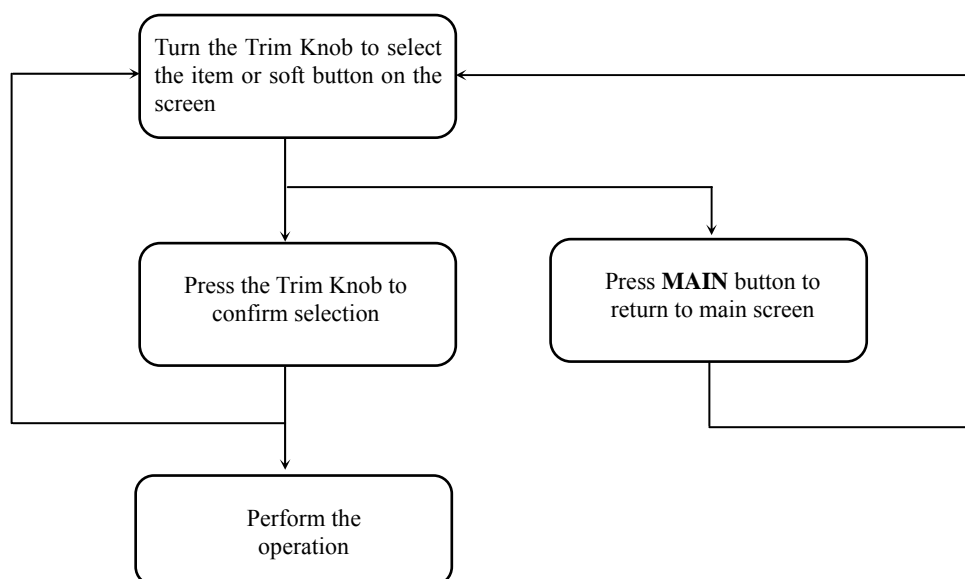 Turn the Trim Knob to select
the item or soft button on the
screen
Press the Trim Knob to
confirm selection
Press MAIN button to
return to main screen
Perform the
operation